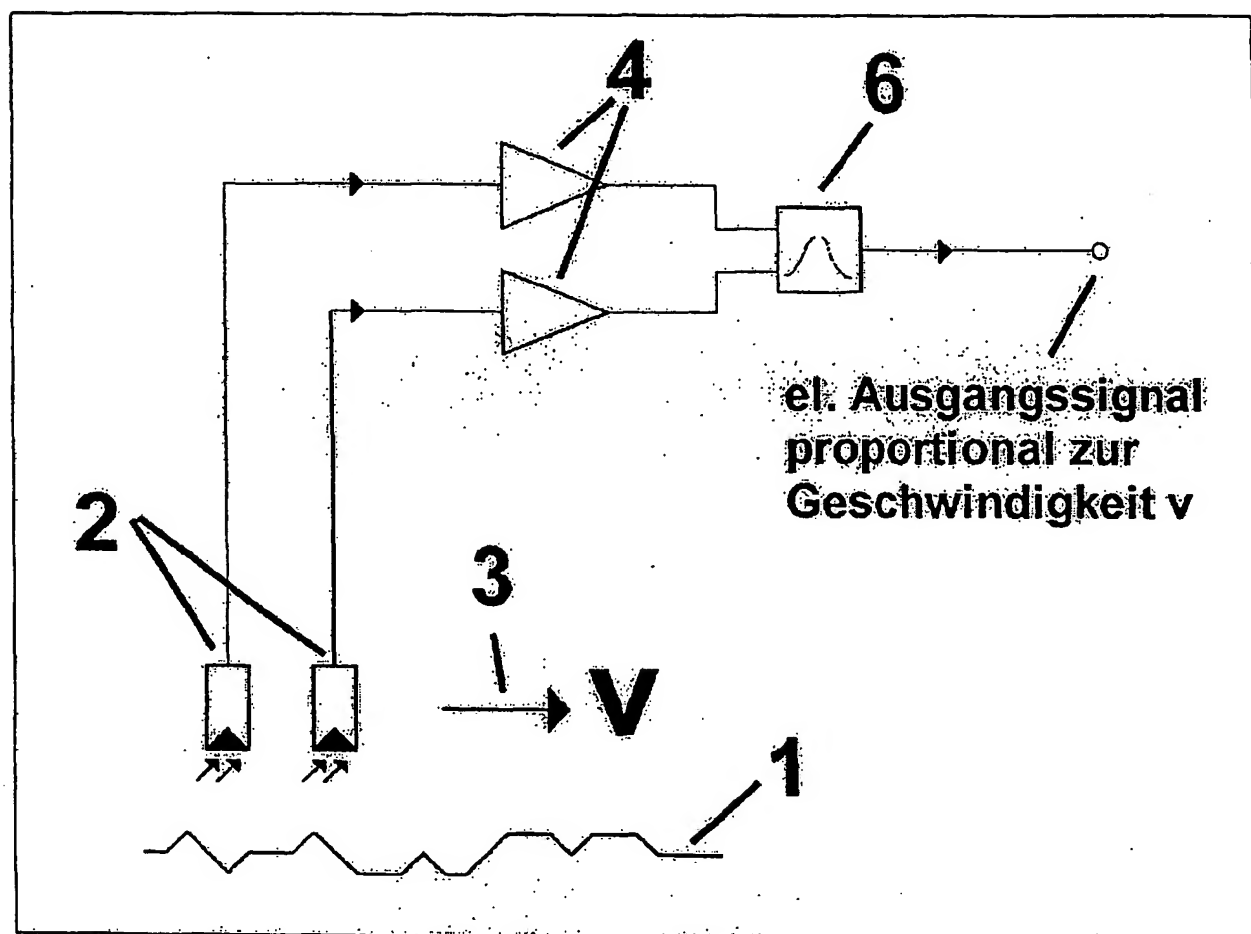 4
6
el. Ausgangssignal
proportional zur
Geschwindigkeit v
2
3
V
1